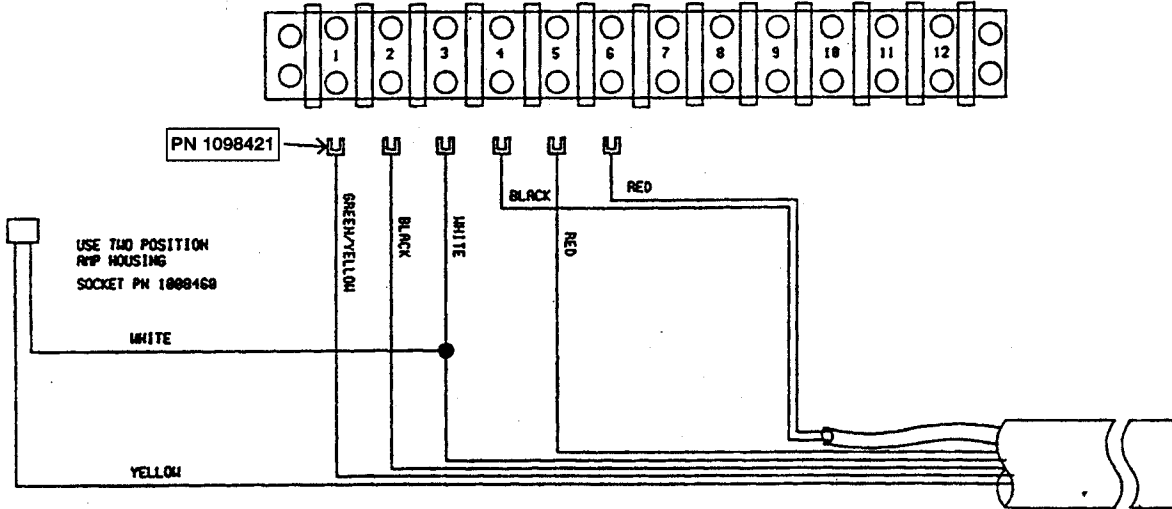 1 2 3 4 5 6 7 8 9 10 11 12
PN 1098421
GREEN/YELLOW
BLACK
WHITE
BLACK
RED
RED
USE TWO POSITION
AMP HOUSING
SOCKET PN 1008460
WHITE
YELLOW